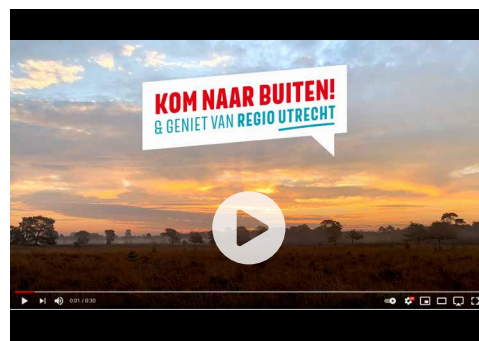 KOM NAAR BUITEN!
& GENIET VAN REGIO UTRECHT
0:01 / 0:30